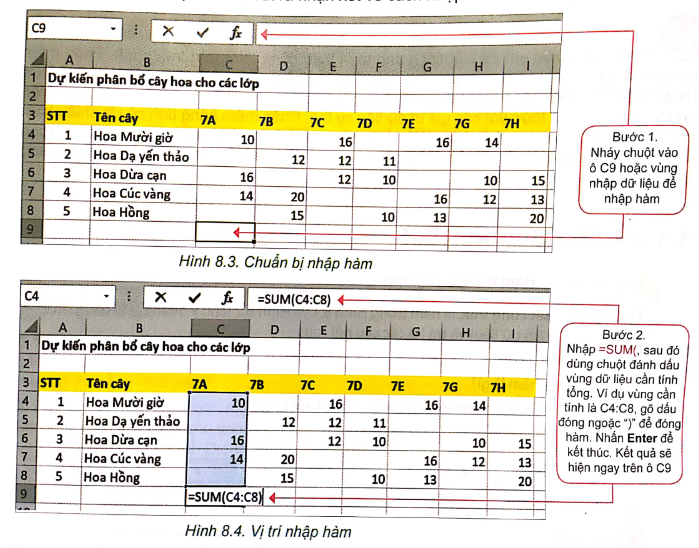 C9
fx
A B C D E F G H I
1 Dự kiến phân bổ cây hoa cho các lớp
2
3 STT Tên cây 7A 7B 7C 7D 7E 7G 7H
4 1 Hoa Mười giờ 10 16 16 14
5 2 Hoa Dạ yến thảo 12 12 11
6 3 Hoa Dừa cạn 16 12 10 10 15
7 4 Hoa Cúc vàng 14 20 16 12 13
8 5 Hoa Hồng 15 10 13 20
9
Bước 1.
Nháy chuột vào
ô C9 hoặc vùng
nhập dữ liệu để
nhập hàm
Hình 8.3. Chuẩn bị nhập hàm
C4
fx =SUM(C4:C8)
A B C D E F G H I
1 Dự kiến phân bổ cây hoa cho các lớp
2
3 STT Tên cây 7A 7B 7C 7D 7E 7G 7H
4 1 Hoa Mười giờ 10 16 16 14
5 2 Hoa Dạ yến thảo 12 12 11
6 3 Hoa Dừa cạn 16 12 10 10 15
7 4 Hoa Cúc vàng 14 20 16 12 13
8 5 Hoa Hồng 15 10 13 20
9 =SUM(C4:C8)
Bước 2.
Nhập =SUM(, sau đó
dùng chuột đánh dấu
vùng dữ liệu cần tính
tổng. Ví dụ vùng cần
tính là C4:C8, gõ dấu
đóng ngoặc “)” để đóng
hàm. Nhấn Enter để
kết thúc. Kết quả sẽ
hiện ngay trên ô C9
Hình 8.4. Vị trí nhập hàm